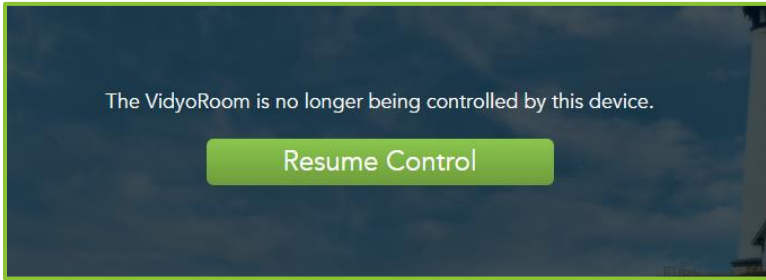 The VidyoRoom is no longer being controlled by this device.
Resume Control